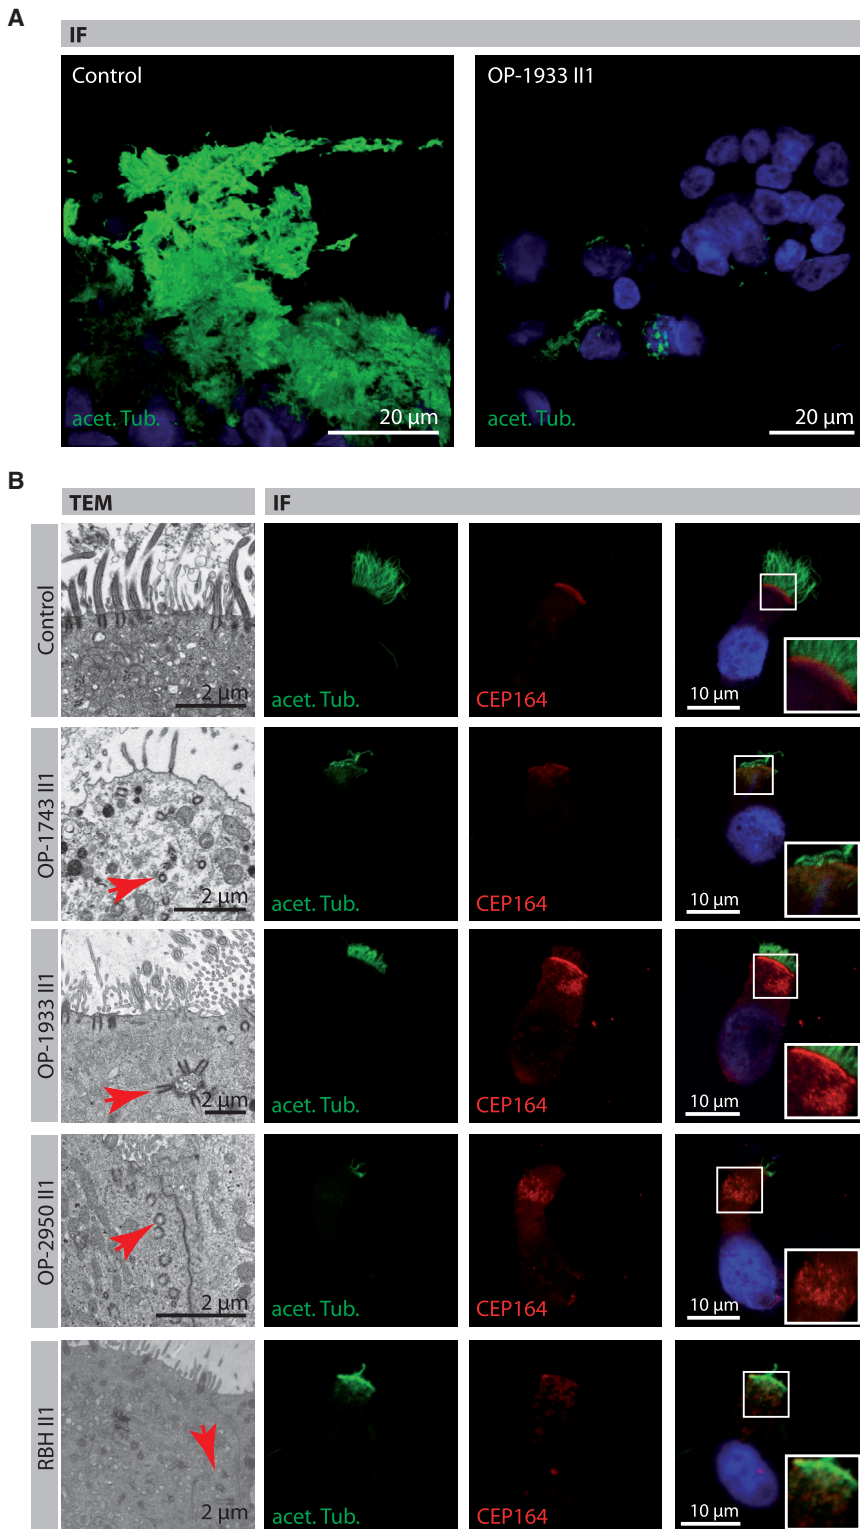 A
IF
Control
OP-1933 II1
acet. Tub.
20 µm
acet. Tub.
20 µm
B
TEM
IF
Control
2 µm
acet. Tub.
CEP164
10 µm
OP-1743 II1
2 µm
acet. Tub.
CEP164
10 µm
OP-1933 II1
2 µm
acet. Tub.
CEP164
10 µm
OP-2950 II1
2 µm
acet. Tub.
CEP164
10 µm
RBH II1
2 µm
acet. Tub.
CEP164
10 µm